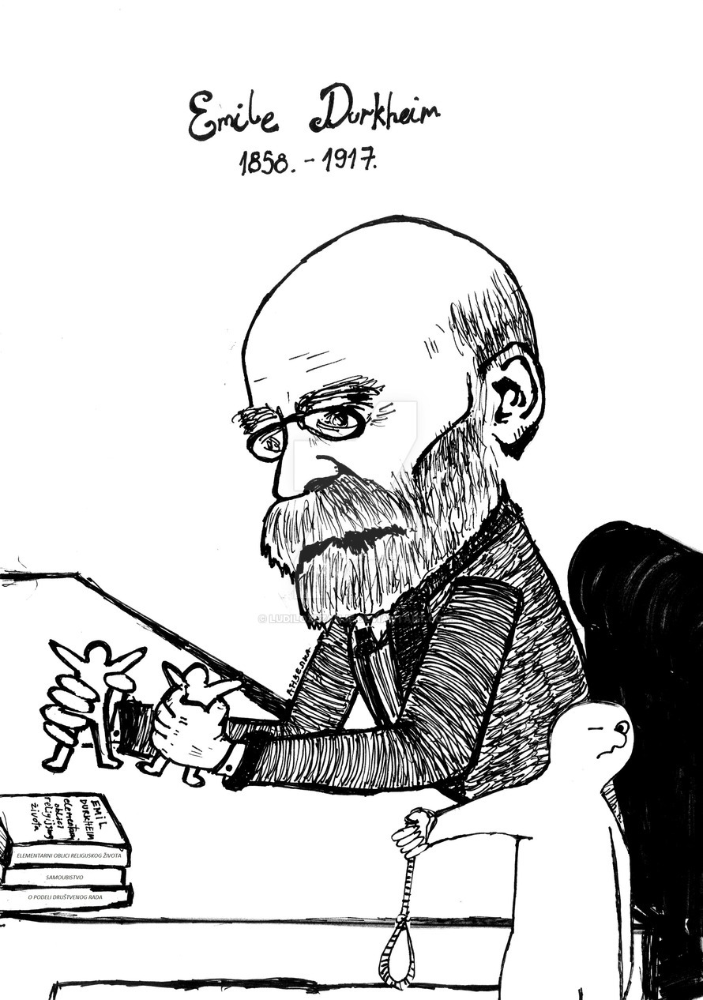 Emile Durkheim
1858. - 1917.
EMIL
DURKHEIM
elementarni
oblici
religijskog
života
ELEMENTARNI OBLICI RELIGIJSKOG ŽIVOTA
SAMOUBISTVO
O PODELI DRUŠTVENOG RADA